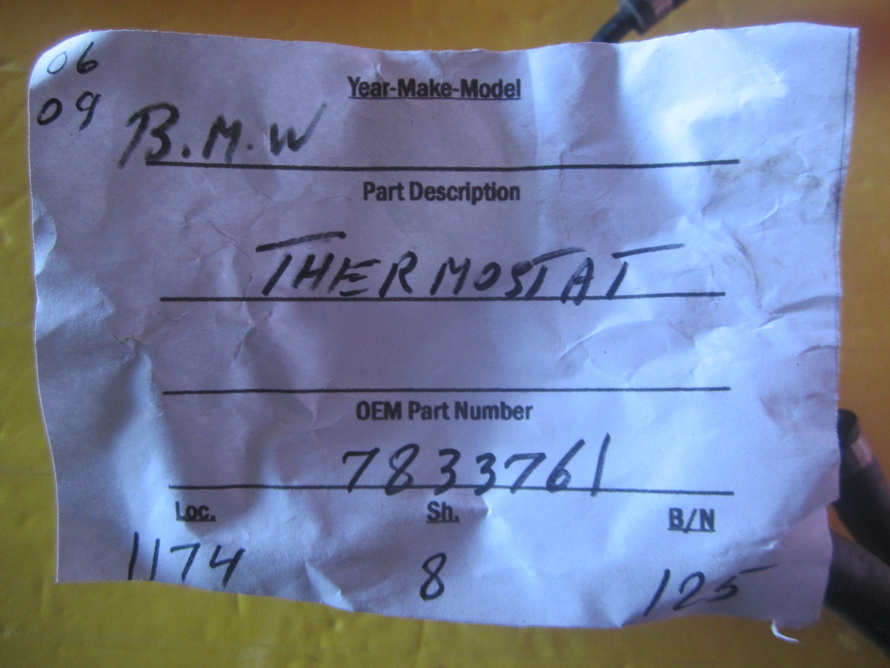 06
09
Year-Make-Model
B.M.W
Part Description
THERMOSTAT
OEM Part Number
7833761
Loc. Sh. B/N
1174 8 125